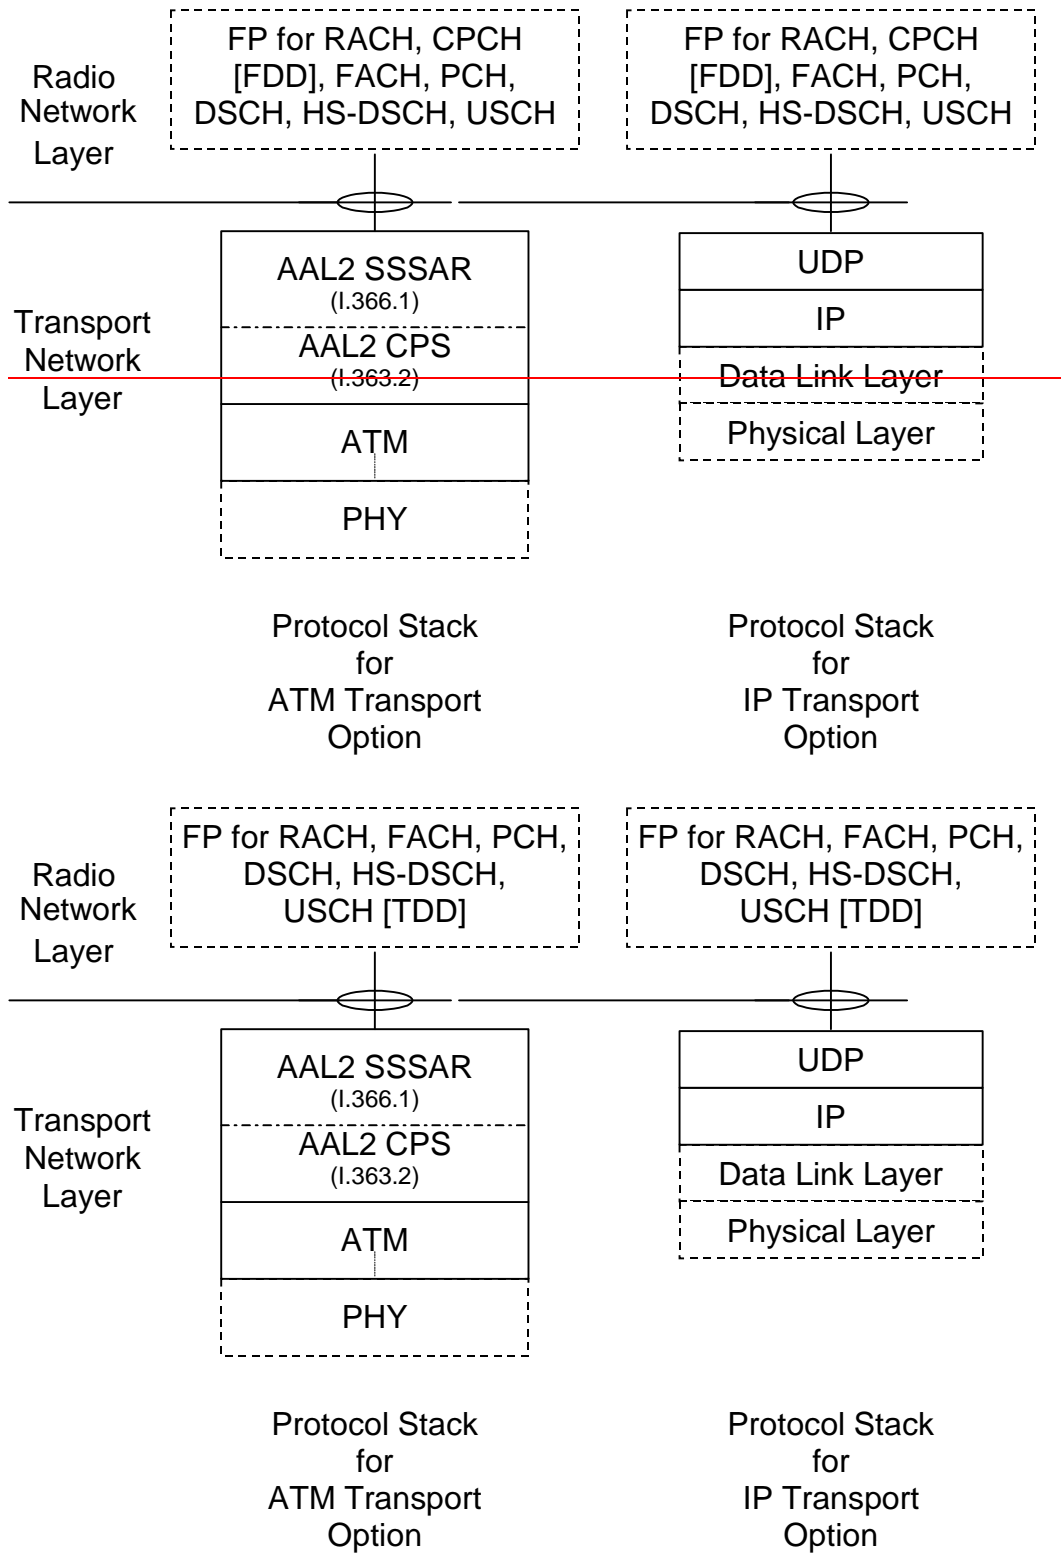 Radio
Network
Layer
FP for RACH, CPCH
[FDD], FACH, PCH,
DSCH, HS-DSCH, USCH
FP for RACH, CPCH
[FDD], FACH, PCH,
DSCH, HS-DSCH, USCH
Transport
Network
Layer
AAL2 SSSAR
(I.366.1)
AAL2 CPS
(I.363.2)
ATM
PHY
UDP
IP
Data Link Layer
Physical Layer
Protocol Stack
for
ATM Transport
Option
Protocol Stack
for
IP Transport
Option
Radio
Network
Layer
FP for RACH, FACH, PCH,
DSCH, HS-DSCH,
USCH [TDD]
FP for RACH, FACH, PCH,
DSCH, HS-DSCH,
USCH [TDD]
Transport
Network
Layer
AAL2 SSSAR
(I.366.1)
AAL2 CPS
(I.363.2)
ATM
PHY
UDP
IP
Data Link Layer
Physical Layer
Protocol Stack
for
ATM Transport
Option
Protocol Stack
for
IP Transport
Option